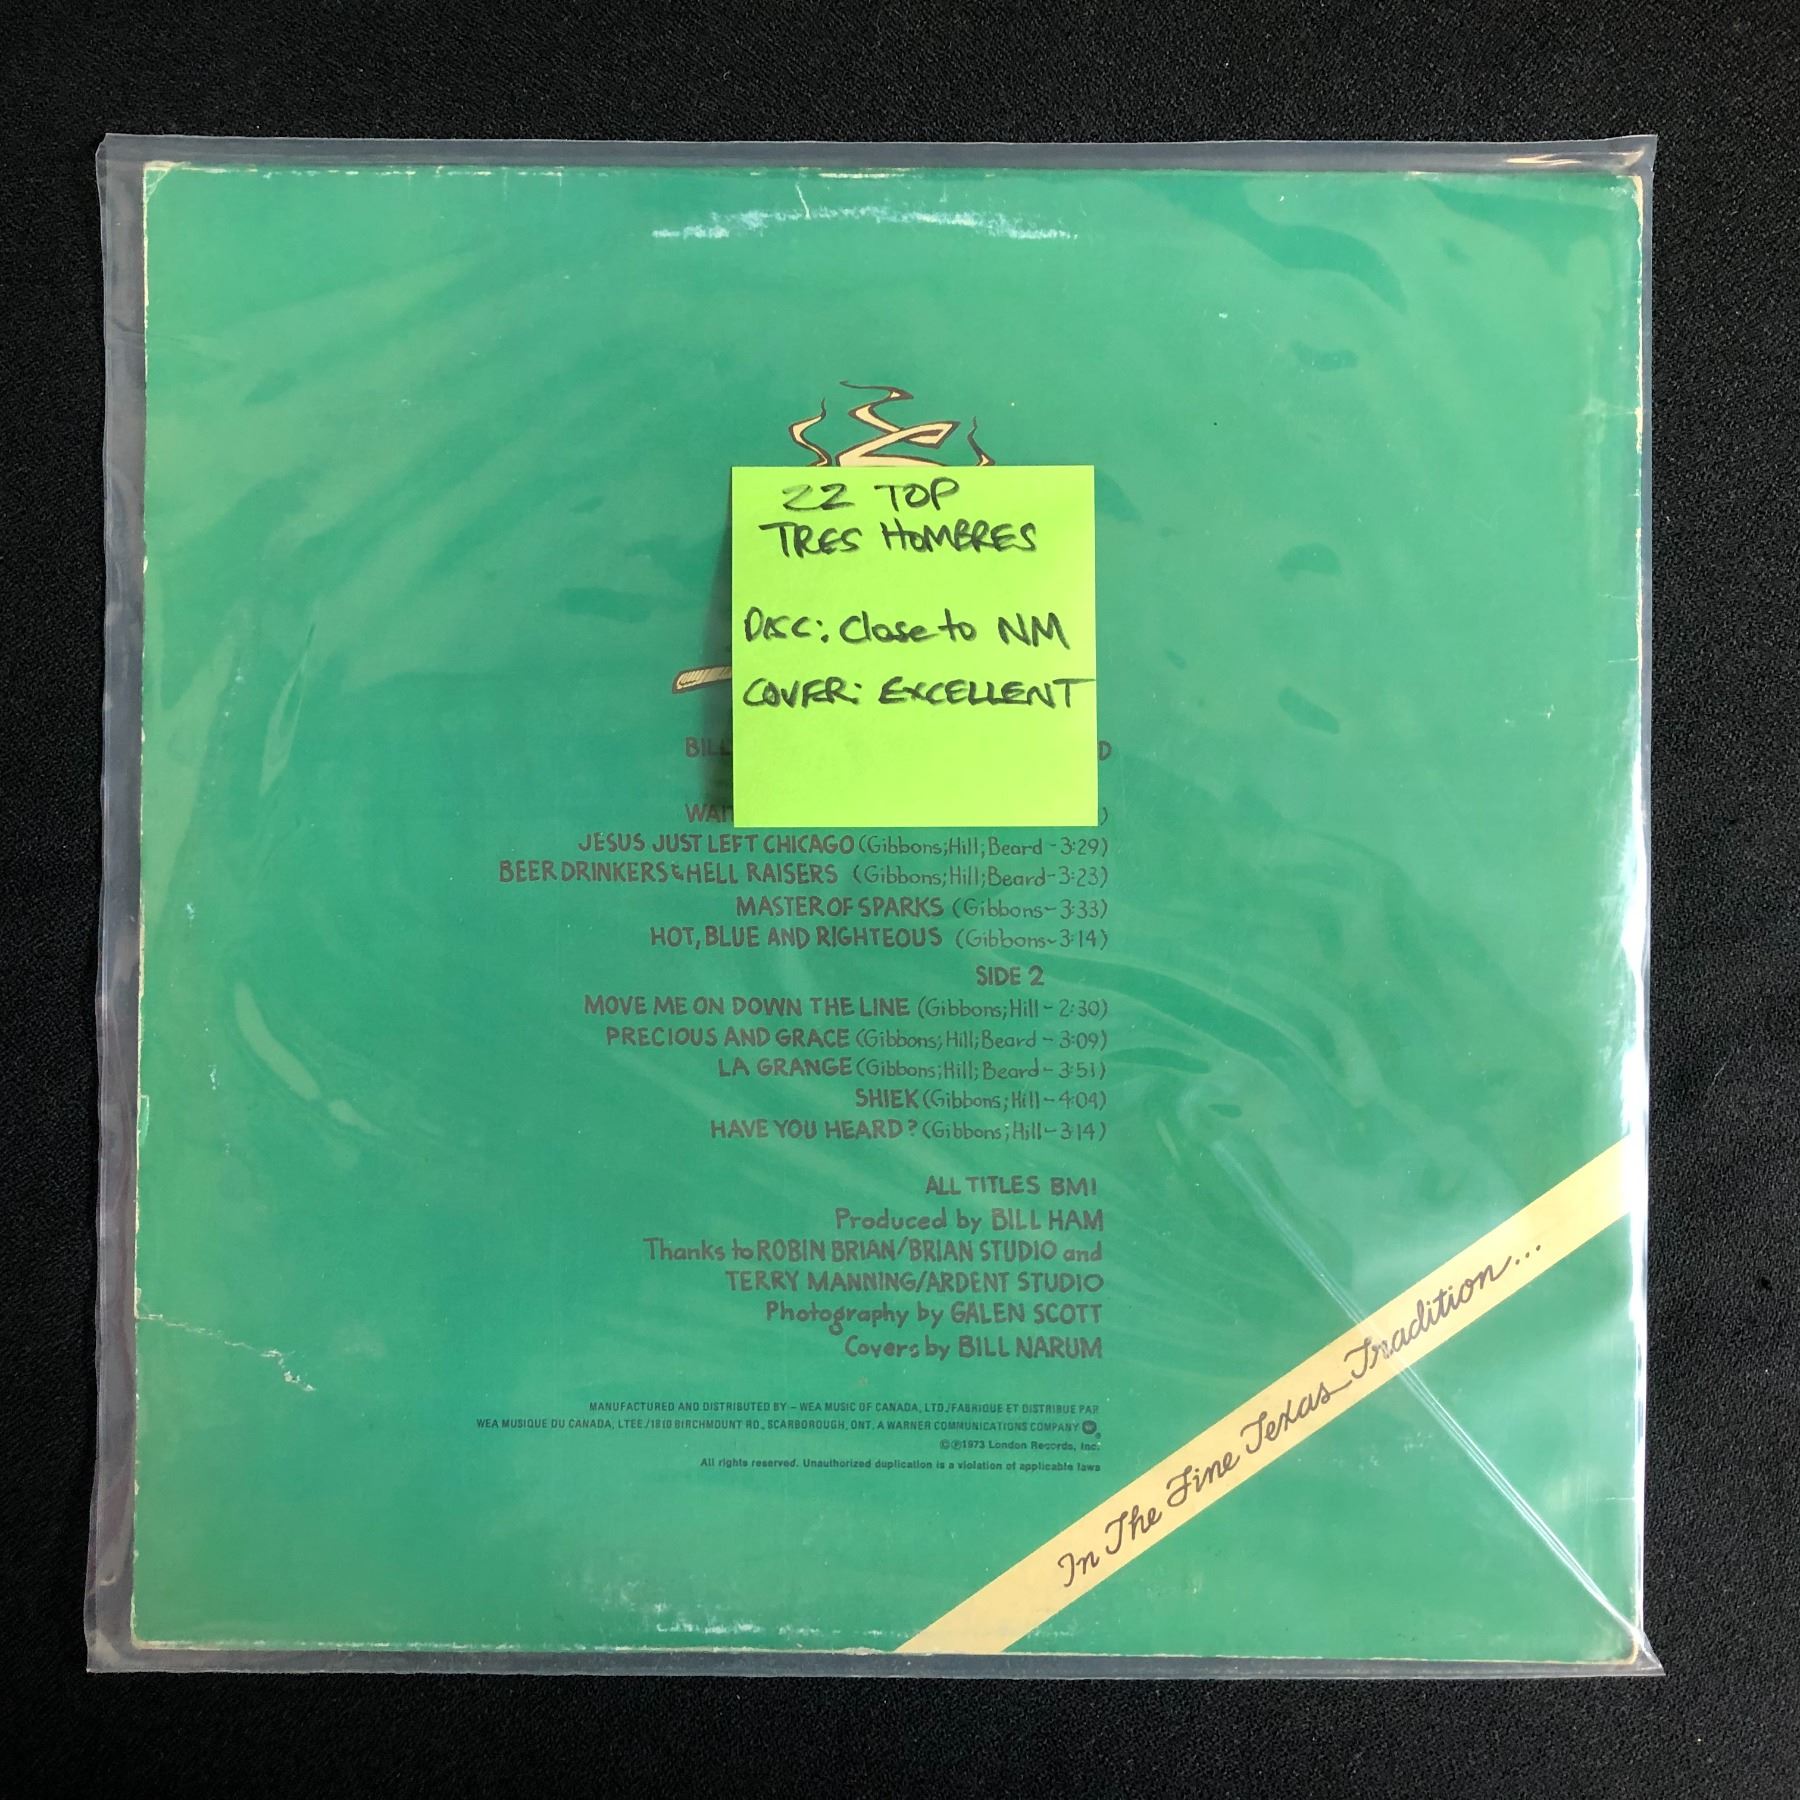 ZZ TOP
TRES HOMBRES
DISC: Close to NM
COVER: EXCELLENT
JESUS JUST LEFT CHICAGO (Gibbons; Hill; Beard - 3:29)
BEER DRINKERS & HELL RAISERS (Gibbons; Hill; Beard - 3:23)
MASTER OF SPARKS (Gibbons - 3:33)
HOT, BLUE AND RIGHTEOUS (Gibbons - 3:14)
SIDE 2
MOVE ME ON DOWN THE LINE (Gibbons; Hill - 2:30)
PRECIOUS AND GRACE (Gibbons; Hill; Beard - 3:09)
LA GRANGE (Gibbons; Hill; Beard - 3:51)
SHIEK (Gibbons; Hill - 4:04)
HAVE YOU HEARD? (Gibbons; Hill - 3:14)
ALL TITLES BMI
Produced by BILL HAM
Thanks to ROBIN BRIAN/BRIAN STUDIO and
TERRY MANNING/ARDENT STUDIO
Photography by GALEN SCOTT
Covers by BILL NARUM
MANUFACTURED AND DISTRIBUTED BY – WEA MUSIC OF CANADA, LTD./FABRIQUE ET DISTRIBUE PAR
WEA MUSIQUE DU CANADA, LTEE./1810 BIRCHMOUNT RD., SCARBOROUGH, ONT. A WARNER COMMUNICATIONS COMPANY
©℗1973 London Records, Inc.
All rights reserved. Unauthorized duplication is a violation of applicable laws
In The Fine Texas Tradition...